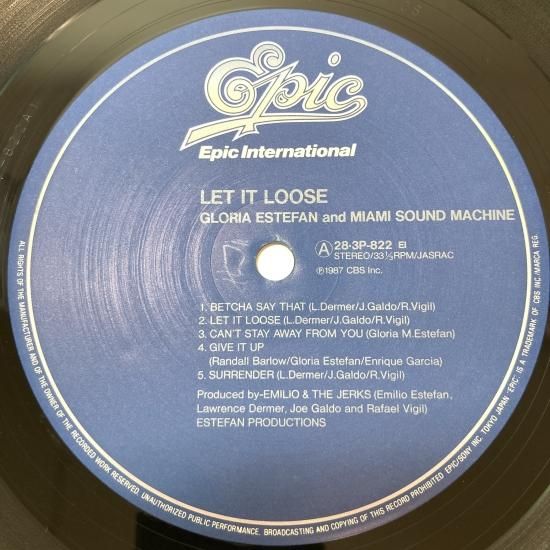 Epic
Epic International
LET IT LOOSE
GLORIA ESTEFAN and MIAMI SOUND MACHINE
A 28·3P-822 EI
STEREO/33⅓RPM/JASRAC
Ⓟ1987 CBS Inc.
1. BETCHA SAY THAT (L.Dermer/J.Galdo/R.Vigil)
2. LET IT LOOSE (L.Dermer/J.Galdo/R.Vigil)
3. CAN'T STAY AWAY FROM YOU (Gloria M.Estefan)
4. GIVE IT UP
(Randall Barlow/Gloria Estefan/Enrique Garcia)
5. SURRENDER (L.Dermer/J.Galdo/R.Vigil)
Produced by-EMILIO & THE JERKS (Emilio Estefan,
Lawrence Dermer, Joe Galdo and Rafael Vigil)
ESTEFAN PRODUCTIONS
ALL RIGHTS OF THE MANUFACTURER AND OF THE OWNER OF THE RECORDED WORK RESERVED. UNAUTHORIZED PUBLIC PERFORMANCE, BROADCASTING AND COPYING OF THIS RECORD PROHIBITED EPIC/SONY INC. TOKYO JAPAN "EPIC" IS A TRADEMARK OF CBS INC/MARCA REG.